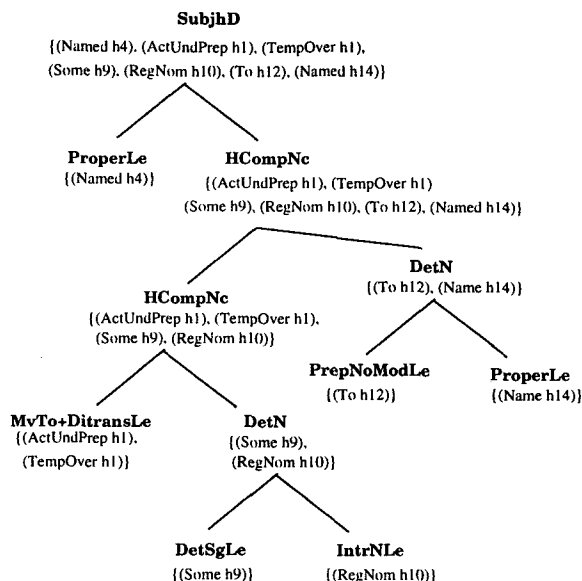 SubjhD
{(Named h4), (ActUndPrep h1), (TempOver h1),
(Some h9), (RegNom h10), (To h12), (Named h14)}
ProperLe
{(Named h4)}
HCompNc
{(ActUndPrep h1), (TempOver h1)
(Some h9), (RegNom h10), (To h12), (Named h14)}
HCompNc
{(ActUndPrep h1), (TempOver h1),
(Some h9), (RegNom h10)}
DetN
{(To h12), (Name h14)}
PrepNoModLe
{(To h12)}
ProperLe
{(Name h14)}
MvTo+DitransLe
{(ActUndPrep h1),
(TempOver h1)}
DetN
{(Some h9),
(RegNom h10)}
DetSgLe
{(Some h9)}
IntrNLe
{(RegNom h10)}